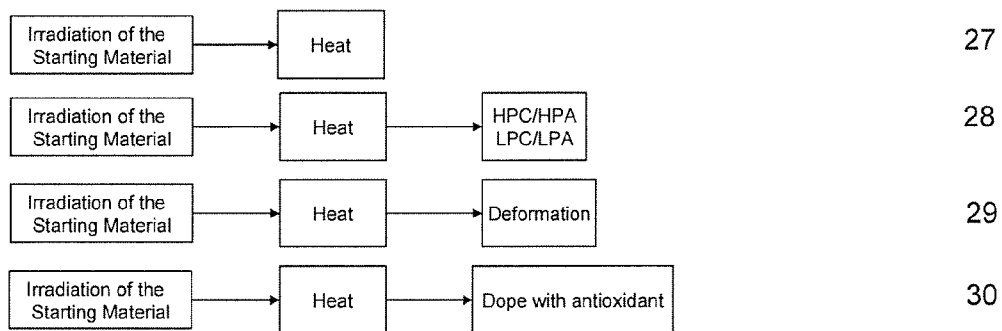 Irradiation of the
Starting Material
Heat
27
Irradiation of the
Starting Material
Heat
HPC/HPA
LPC/LPA
28
Irradiation of the
Starting Material
Heat
Deformation
29
Irradiation of the
Starting Material
Heat
Dope with antioxidant
30